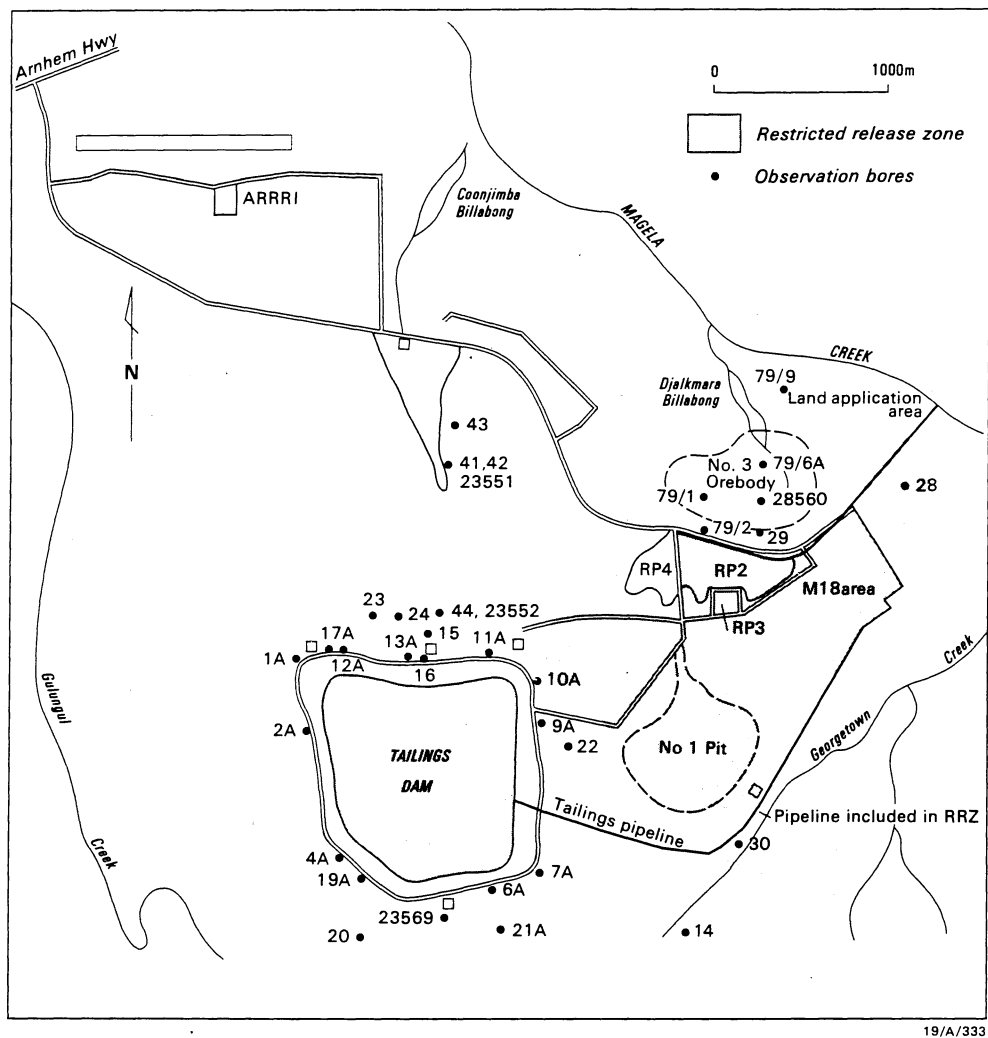 Arnhem Hwy
0 1000m
Restricted release zone
Observation bores
ARRRI
Coonjimba
Billabong
MAGELA
CREEK
N
Djalkmara
Billabong
79/9
Land application
area
43
41,42
23551
No. 3
Orebody
79/6A
79/1
28560
28
79/2
29
RP4
RP2
M18area
RP3
23
24
44, 23552
15
17A
13A
11A
1A
12A
16
10A
Gulungul
Creek
2A
9A
22
TAILINGS
DAM
No 1 Pit
Georgetown
Creek
Tailings pipeline
Pipeline included in RRZ
30
4A
19A
7A
6A
23569
20
21A
14
19/A/333